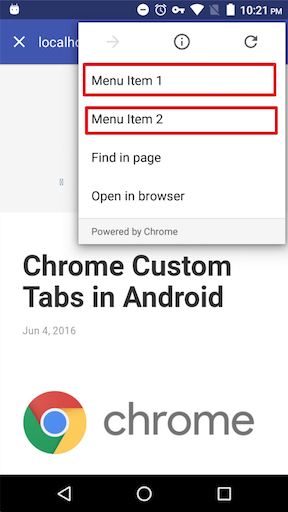 10:21 PM
localho
Menu Item 1
Menu Item 2
Find in page
Open in browser
Powered by Chrome
Chrome Custom
Tabs in Android
Jun 4, 2016
chrome